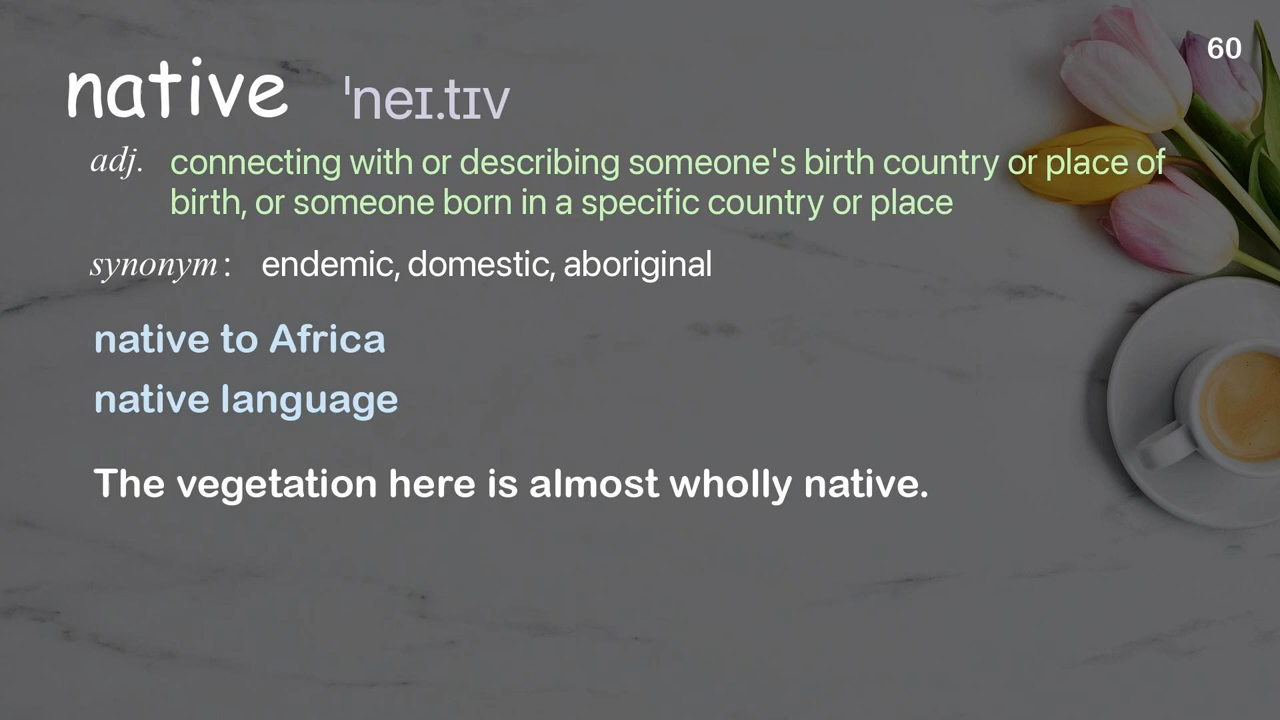 60
native ˈneɪ.tɪv
adj. connecting with or describing someone's birth country or place of
birth, or someone born in a specific country or place
synonym : endemic, domestic, aboriginal
native to Africa
native language
The vegetation here is almost wholly native.